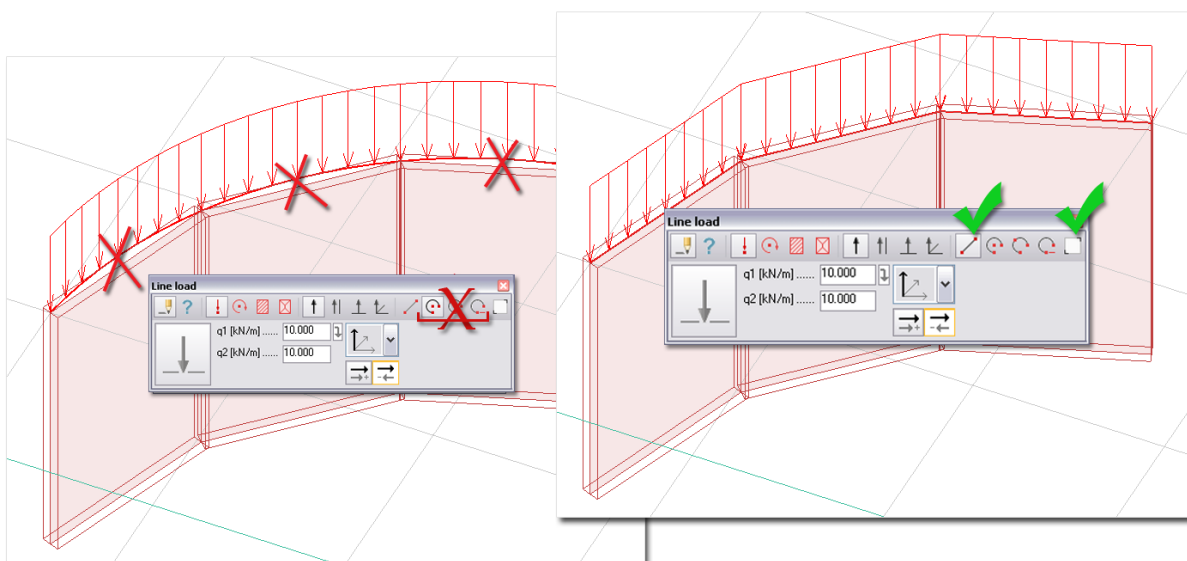 Line load
?
q1 [kN/m] ...... 10.000
q2 [kN/m] ...... 10.000
Line load
?
q1 [kN/m] ...... 10.000
q2 [kN/m] ...... 10.000